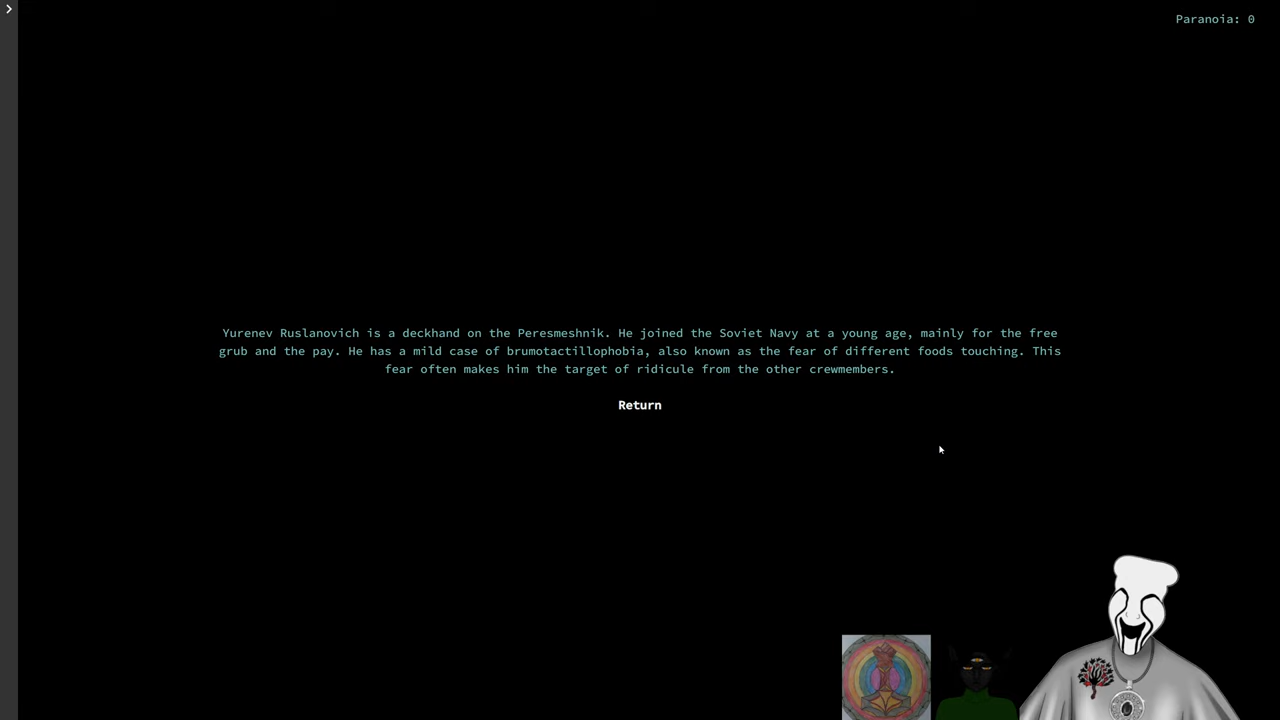 Paranoia: 0
Yurenev Ruslanovich is a deckhand on the Peresmeshnik. He joined the Soviet Navy at a young age, mainly for the free
grub and the pay. He has a mild case of brumotactillophobia, also known as the fear of different foods touching. This
fear often makes him the target of ridicule from the other crewmembers.
Return